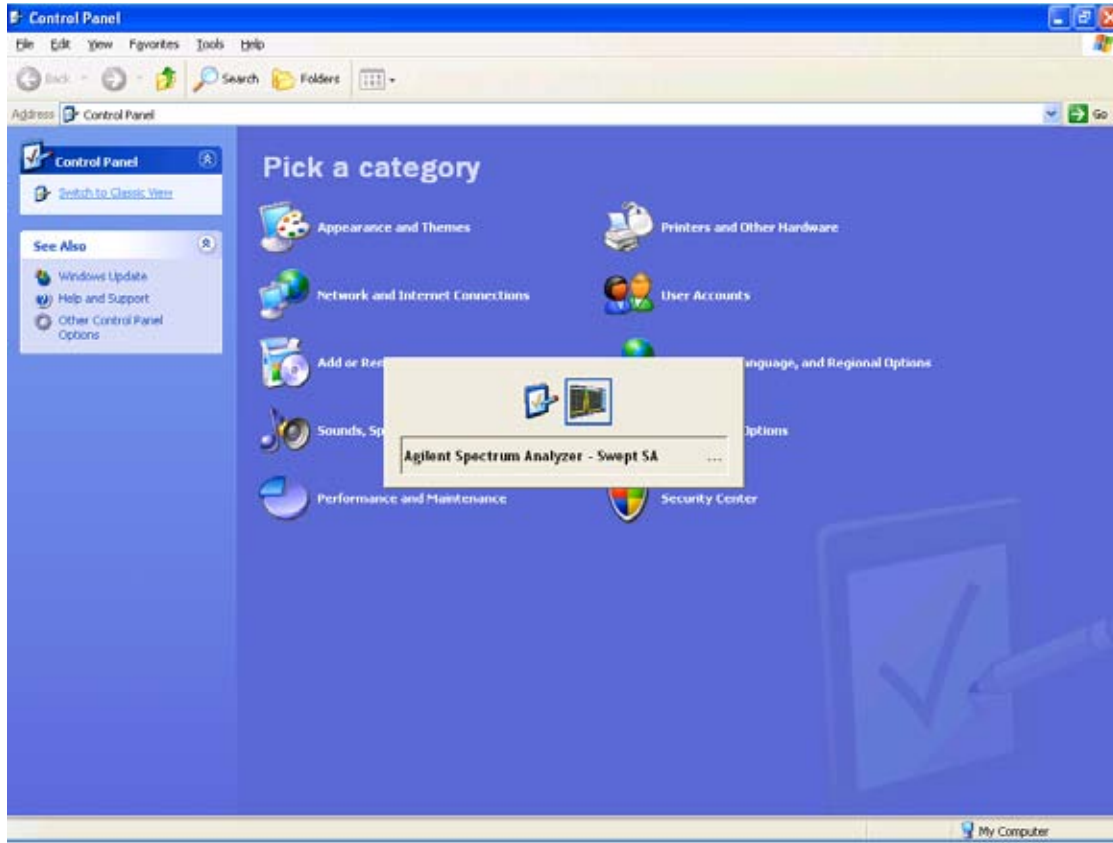 Control Panel
File Edit View Favorites Tools Help
Back Search Folders
Address Control Panel Go
Control Panel
Switch to Classic View
See Also
Windows Update
Help and Support
Other Control Panel
Options
Pick a category
Appearance and Themes
Printers and Other Hardware
Network and Internet Connections
User Accounts
Add or Rem
nguage, and Regional Options
Sounds, Sp
Options
Agilent Spectrum Analyzer - Swept SA ...
Performance and Maintenance
Security Center
My Computer